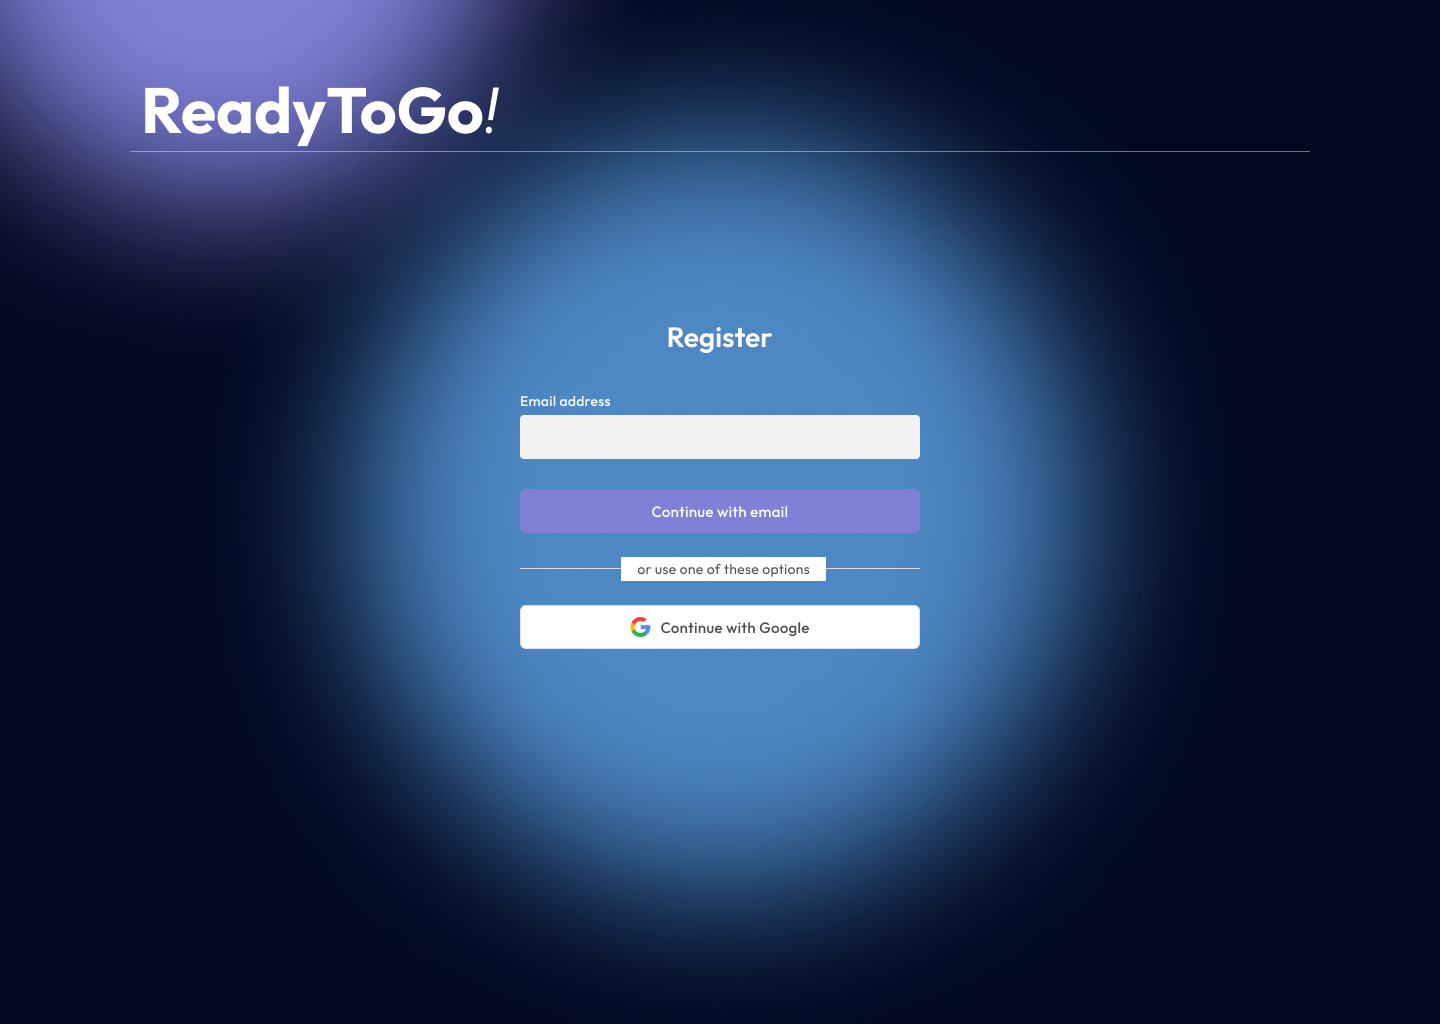 ReadyToGo!
Register
Email address
Continue with email
or use one of these options
Continue with Google